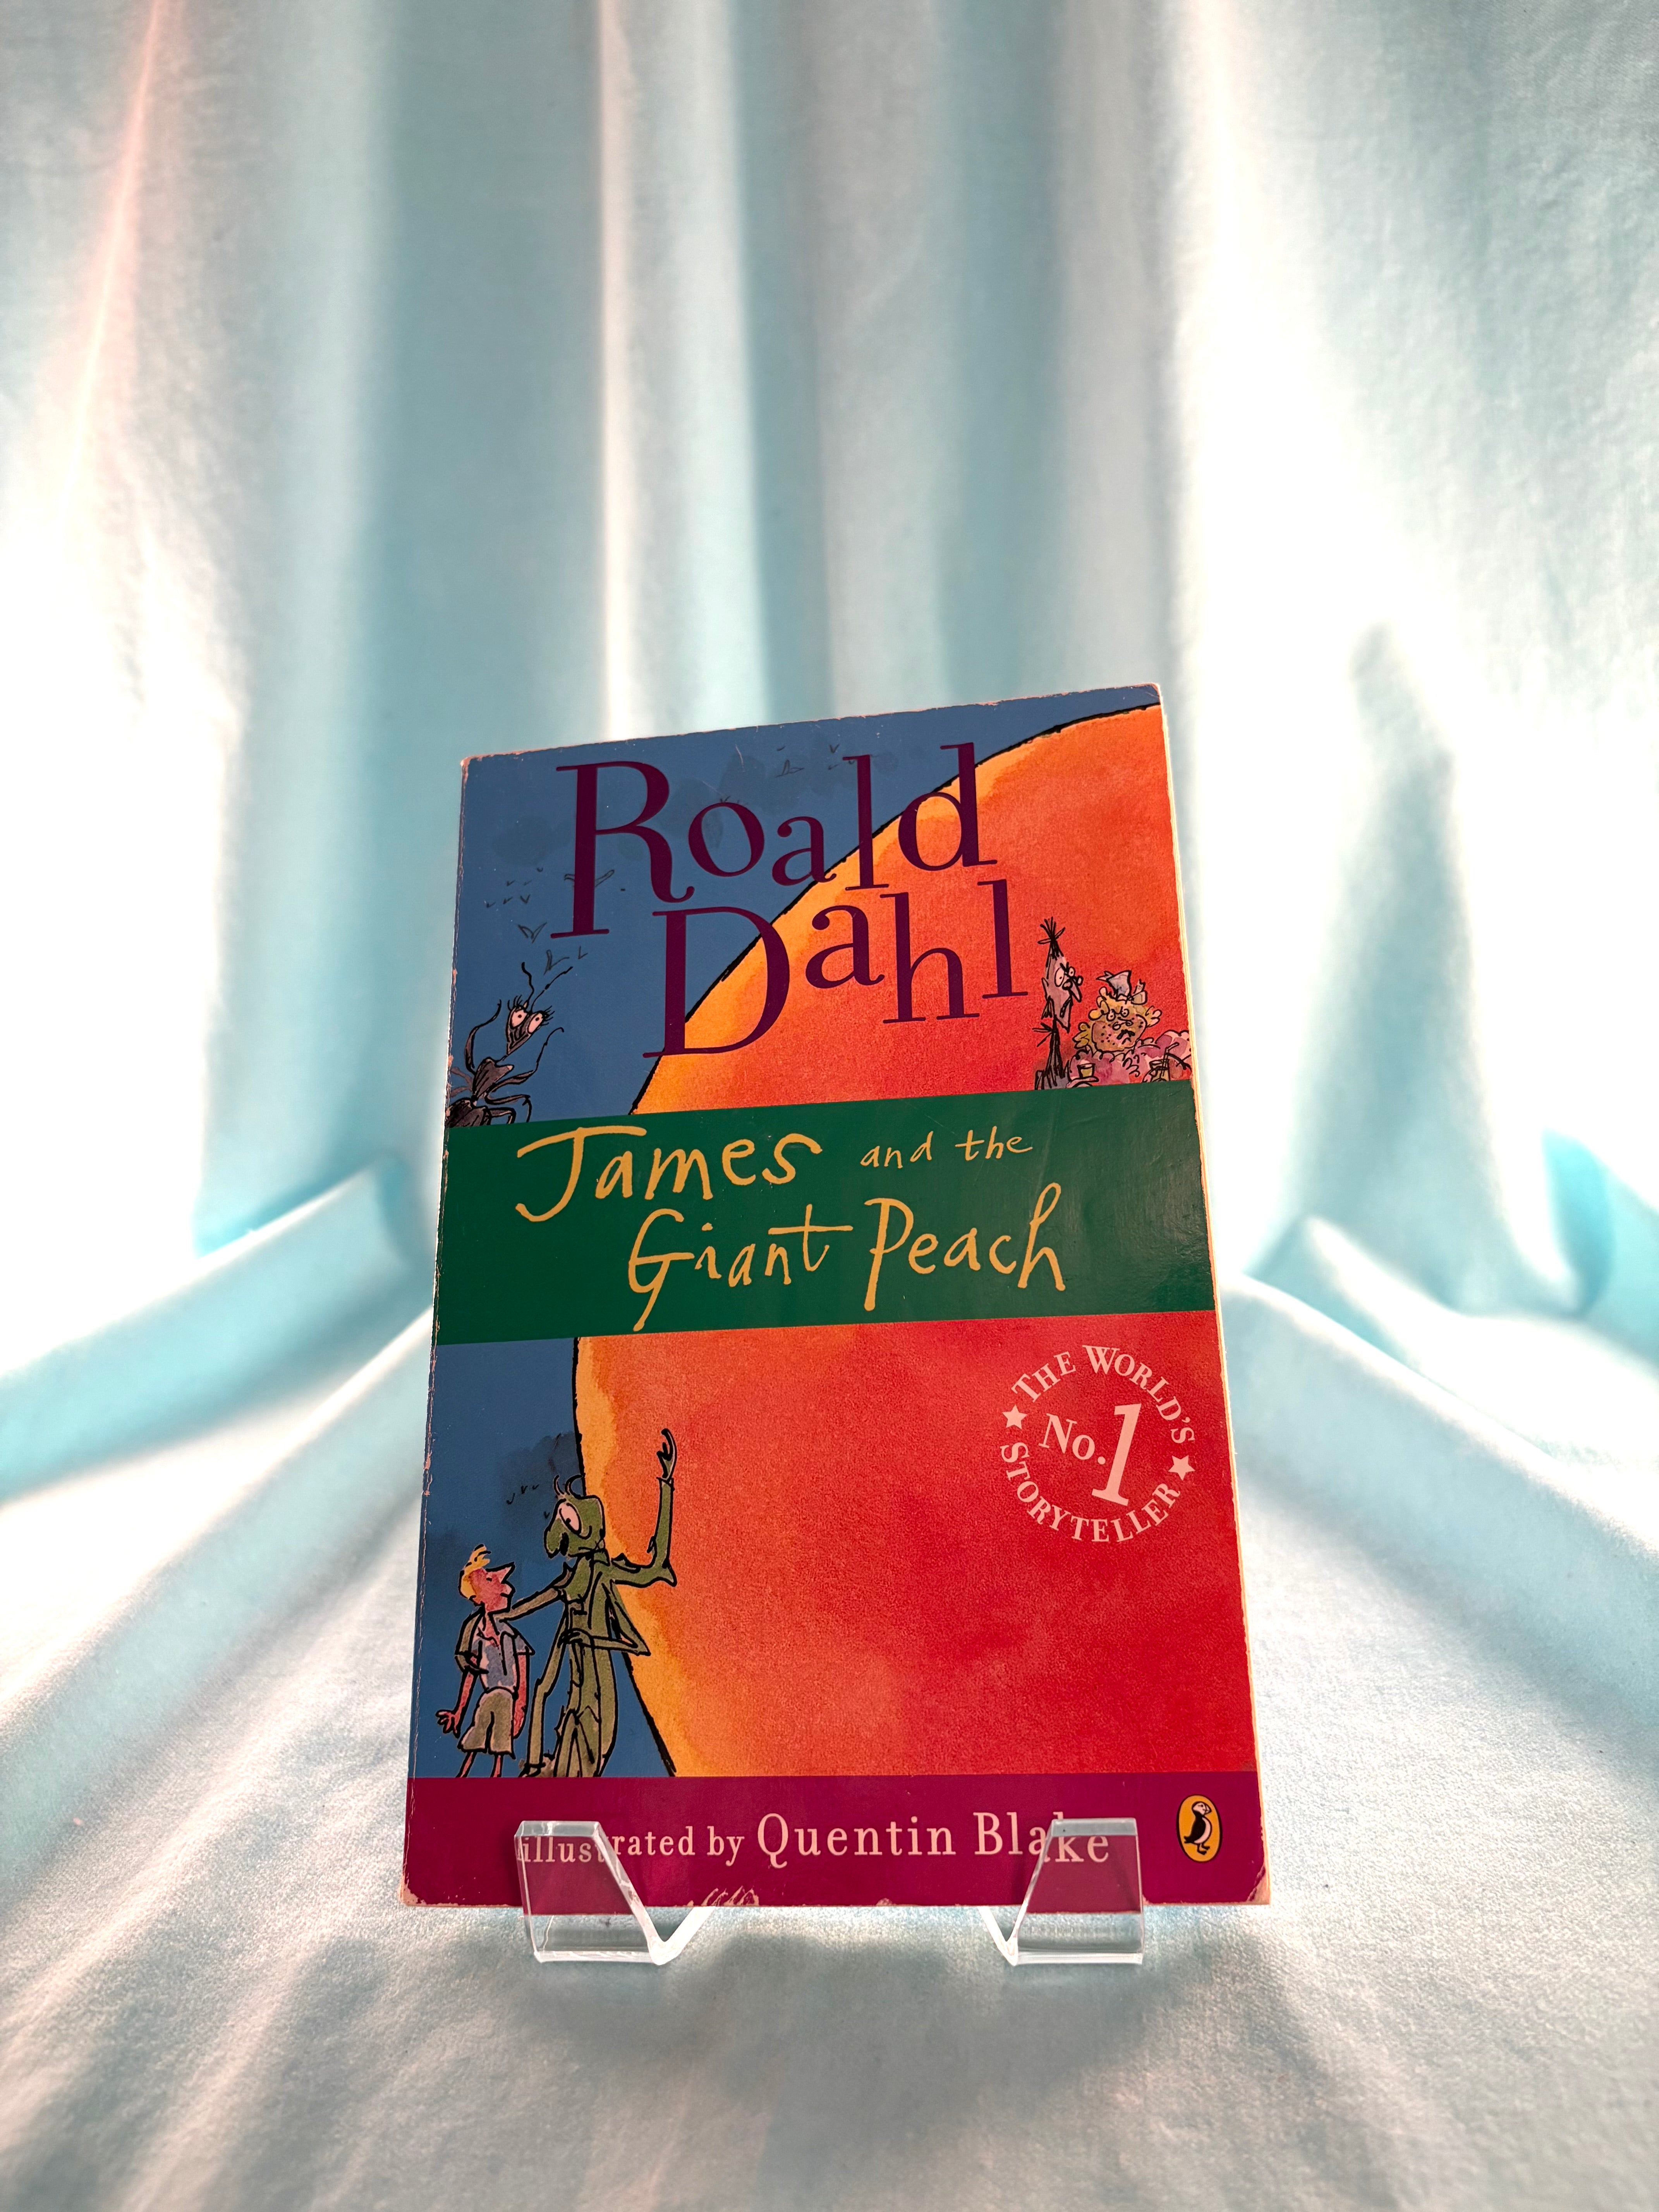 Roald
Dahl
James and the
Giant Peach
THE WORLD'S
No.1
STORYTELLER
illustrated by Quentin Blake